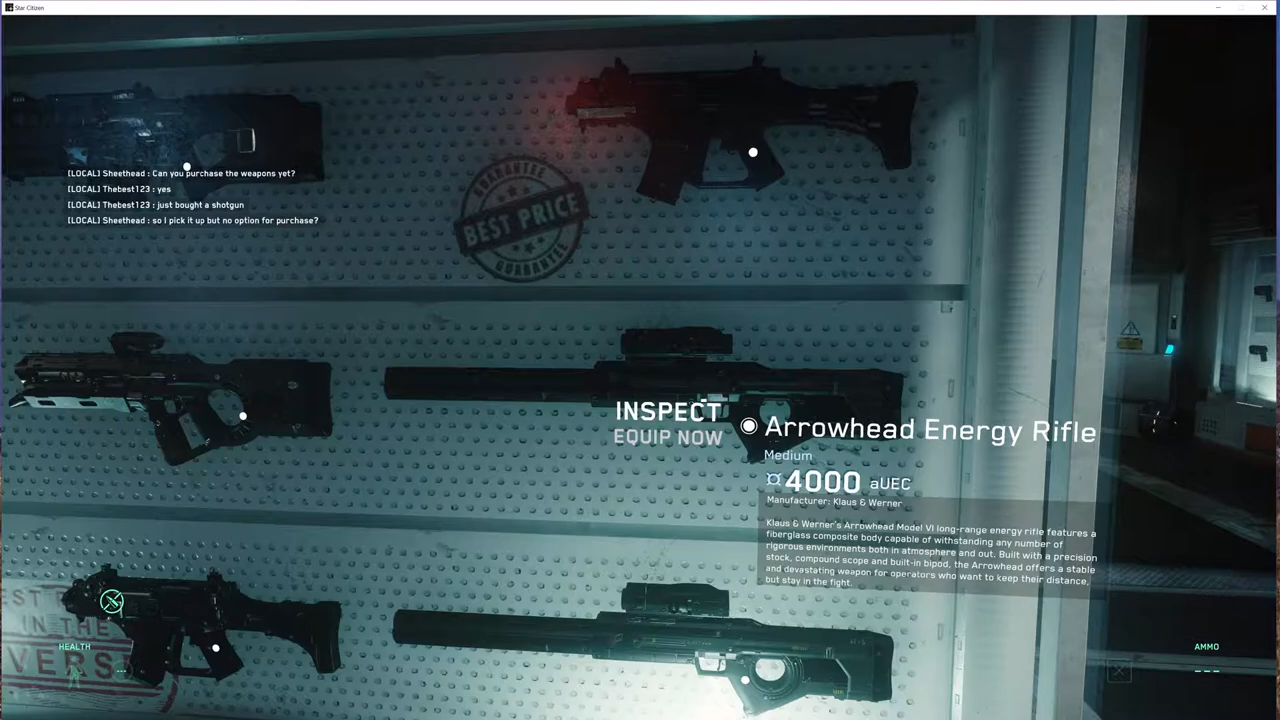 Star Citizen
[LOCAL] Sheethead : Can you purchase the weapons yet?
[LOCAL] Thebest123 : yes
[LOCAL] Thebest123 : just bought a shotgun
[LOCAL] Sheethead : so I pick it up but no option for purchase?
GUARANTEE
BEST PRICE
GUARANTEE
INSPECT
EQUIP NOW
Arrowhead Energy Rifle
Medium
4000 aUEC
Manufacturer: Klaus & Werner
Klaus & Werner's Arrowhead Model VI long-range energy rifle features a
fiberglass composite body capable of withstanding any number of
rigorous environments both in atmosphere and out. Built with a precision
stock, compound scope and built-in bipod, the Arrowhead offers a stable
and devastating weapon for operators who want to keep their distance,
but stay in the fight.
IN THE
HEALTH
AMMO